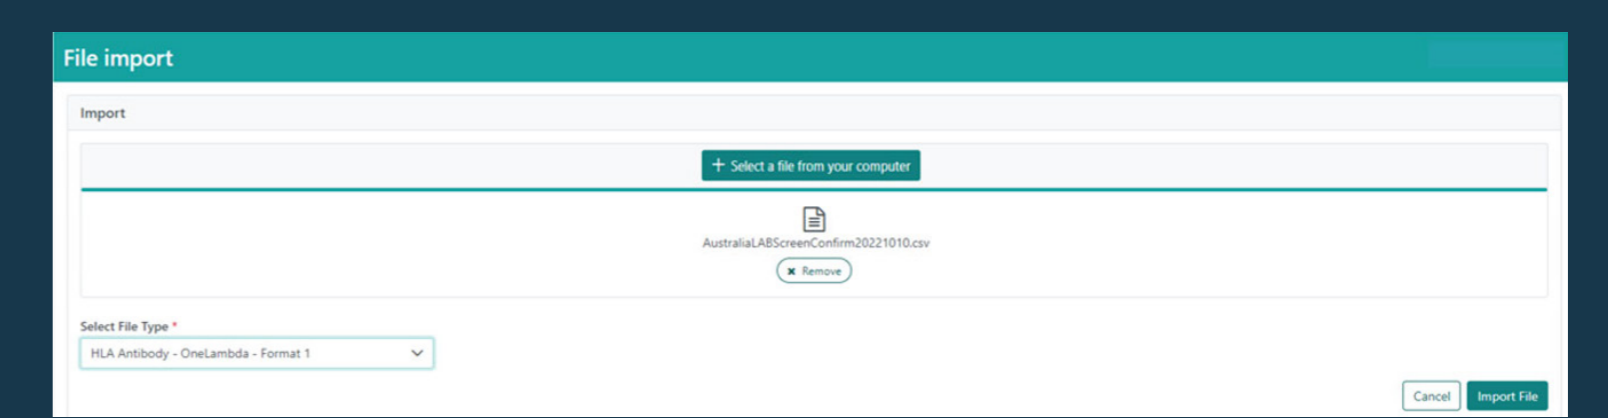 File import
Import
+ Select a file from your computer
AustraliaLABScreenConfirm20221010.csv
× Remove
Select File Type *
HLA Antibody - OneLambda - Format 1
Cancel Import File